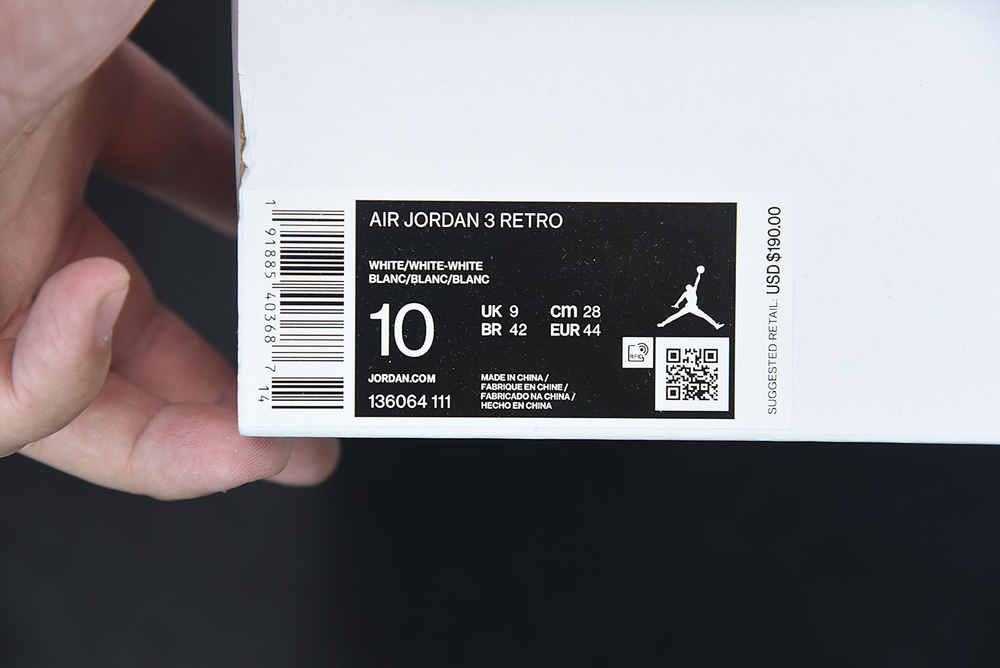 1 91885 40368 7 14
AIR JORDAN 3 RETRO
WHITE/WHITE-WHITE
BLANC/BLANC/BLANC
10
UK 9
cm 28
BR 42
EUR 44
RFID
JORDAN.COM
136064 111
MADE IN CHINA /
FABRIQUE EN CHINE /
FABRICADO NA CHINA /
HECHO EN CHINA
SUGGESTED RETAIL: USD $190.00